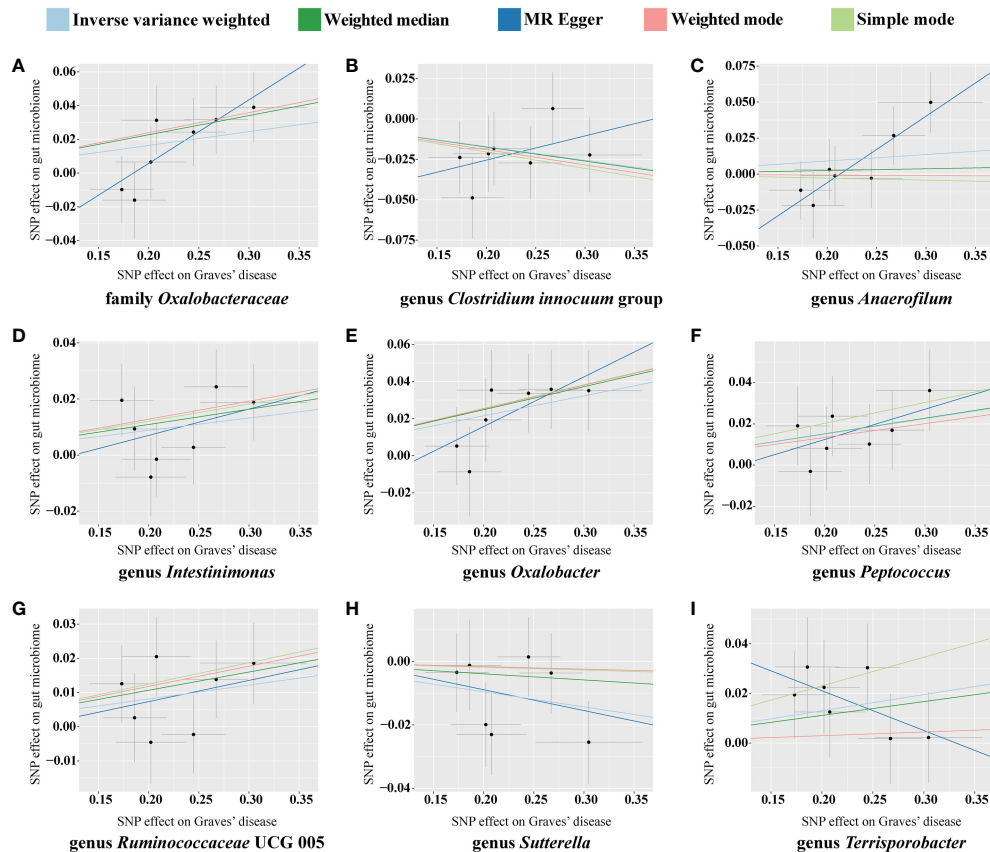 Inverse variance weighted Weighted median MR Egger Weighted mode Simple mode
A
SNP effect on gut microbiome
0.06
0.04
0.02
0.00
−0.02
−0.04
0.15 0.20 0.25 0.30 0.35
SNP effect on Graves’ disease
family Oxalobacteraceae
B
SNP effect on gut microbiome
0.025
0.000
−0.025
−0.050
−0.075
0.15 0.20 0.25 0.30 0.35
SNP effect on Graves’ disease
genus Clostridium innocuum group
C
SNP effect on gut microbiome
0.050
0.025
0.000
−0.025
−0.050
0.15 0.20 0.25 0.30 0.35
SNP effect on Graves’ disease
genus Anaerofilum
D
SNP effect on gut microbiome
0.04
0.02
0.00
−0.02
0.15 0.20 0.25 0.30 0.35
SNP effect on Graves’ disease
genus Intestinimonas
E
SNP effect on gut microbiome
0.06
0.04
0.02
0.00
−0.02
0.15 0.20 0.25 0.30 0.35
SNP effect on Graves’ disease
genus Oxalobacter
F
SNP effect on gut microbiome
0.04
0.02
0.00
−0.02
0.15 0.20 0.25 0.30 0.35
SNP effect on Graves’ disease
genus Peptococcus
G
SNP effect on gut microbiome
0.03
0.02
0.01
0.00
−0.01
0.15 0.20 0.25 0.30 0.35
SNP effect on Graves’ disease
genus Ruminococcaceae UCG 005
H
SNP effect on gut microbiome
0.00
−0.02
−0.04
0.15 0.20 0.25 0.30 0.35
SNP effect on Graves’ disease
genus Sutterella
I
SNP effect on gut microbiome
0.04
0.02
0.00
0.15 0.20 0.25 0.30 0.35
SNP effect on Graves’ disease
genus Terrisporobacter